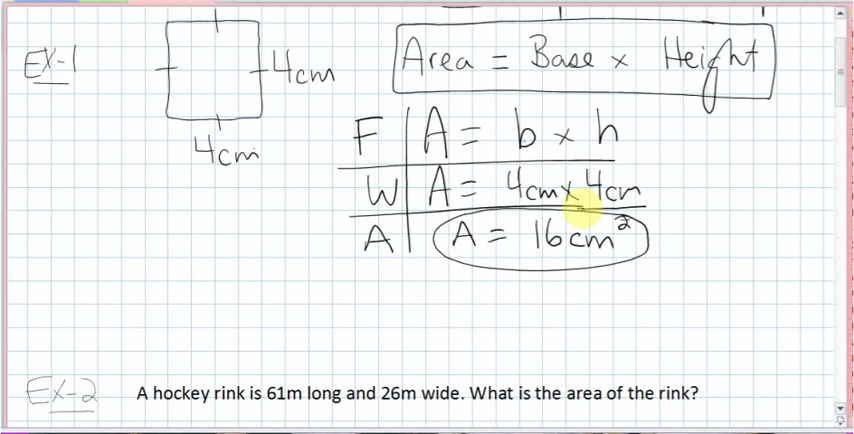 Ex-1
4cm
4cm
Area = Base x Height
F A = b x h
W A = 4cm x 4cm
A A = 16cm²
Ex-2 A hockey rink is 61m long and 26m wide. What is the area of the rink?